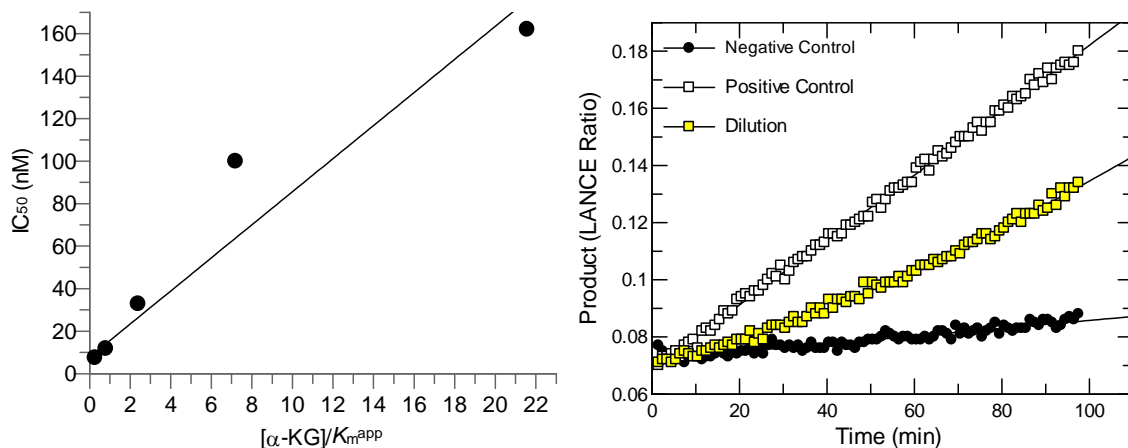 IC50 (nM)
160
140
120
100
80
60
40
20
0
0 2 4 6 8 10 12 14 16 18 20 22
[α-KG]/Kmapp
Product (LANCE Ratio)
0.18
0.16
0.14
0.12
0.1
0.08
0.06
Negative Control
Positive Control
Dilution
0 20 40 60 80 100
Time (min)